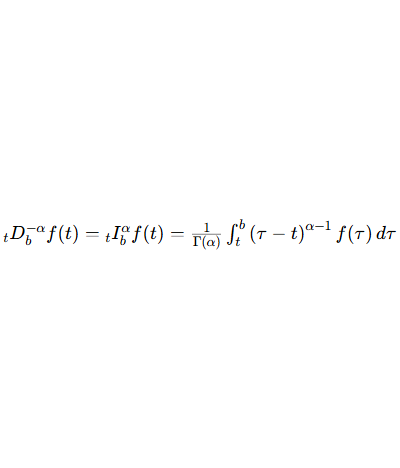 $_tD_b^{-\alpha}f(t) = {_tI_b^{\alpha}}f(t) = \frac{1}{\Gamma(\alpha)} \int_t^b (\tau - t)^{\alpha-1} f(\tau)\, d\tau$